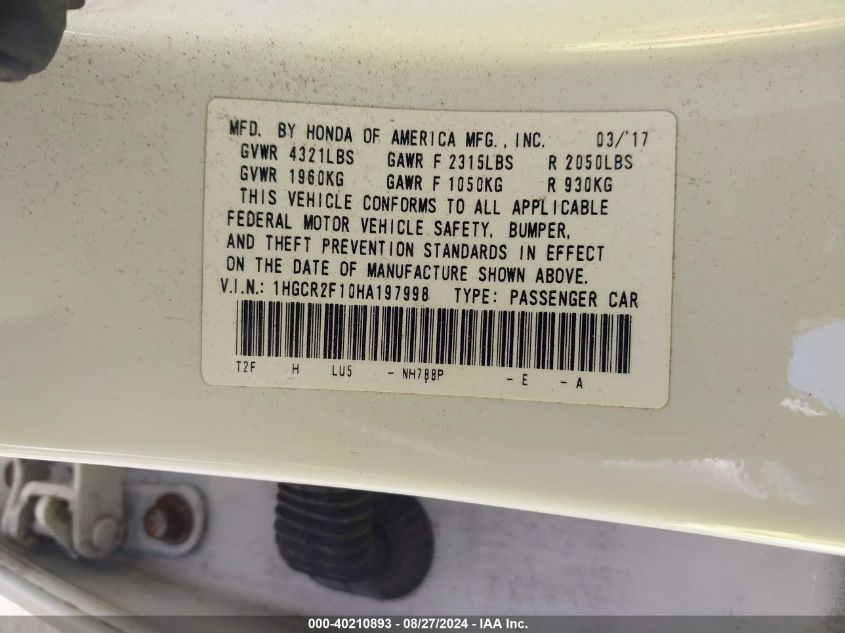 MFD. BY HONDA OF AMERICA MFG., INC. 03/'17
GVWR 4321LBS GAWR F 2315LBS R 2050LBS
GVWR 1960KG GAWR F 1050KG R 930KG
THIS VEHICLE CONFORMS TO ALL APPLICABLE
FEDERAL MOTOR VEHICLE SAFETY, BUMPER,
AND THEFT PREVENTION STANDARDS IN EFFECT
ON THE DATE OF MANUFACTURE SHOWN ABOVE.
V.I.N.: 1HGCR2F10HA197998 TYPE: PASSENGER CAR
T2F H LU5 - NH788P - E - A
000-40210893 - 08/27/2024 - IAA Inc.